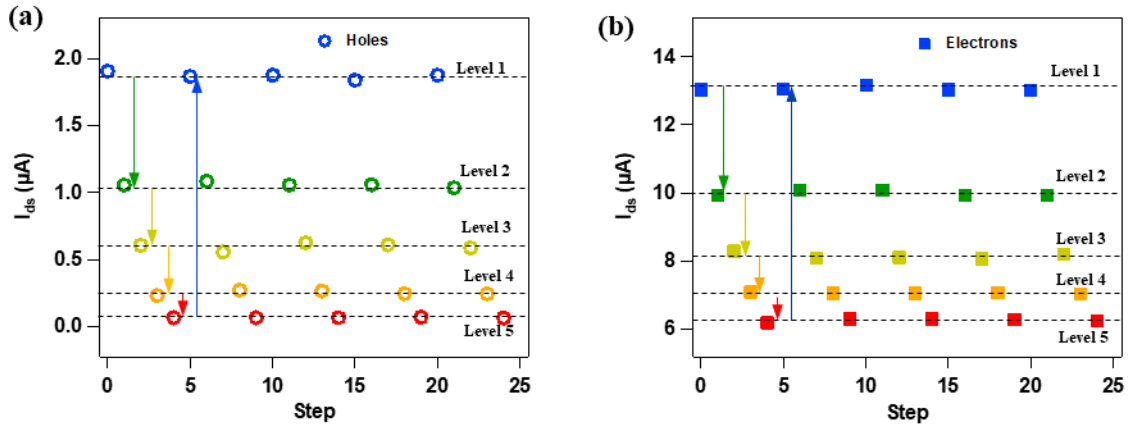 (a)
Holes
2.0
1.5
1.0
0.5
0.0
Ids (µA)
Level 1
Level 2
Level 3
Level 4
Level 5
0 5 10 15 20 25
Step
(b)
Electrons
14
12
10
8
6
Ids (µA)
Level 1
Level 2
Level 3
Level 4
Level 5
0 5 10 15 20 25
Step